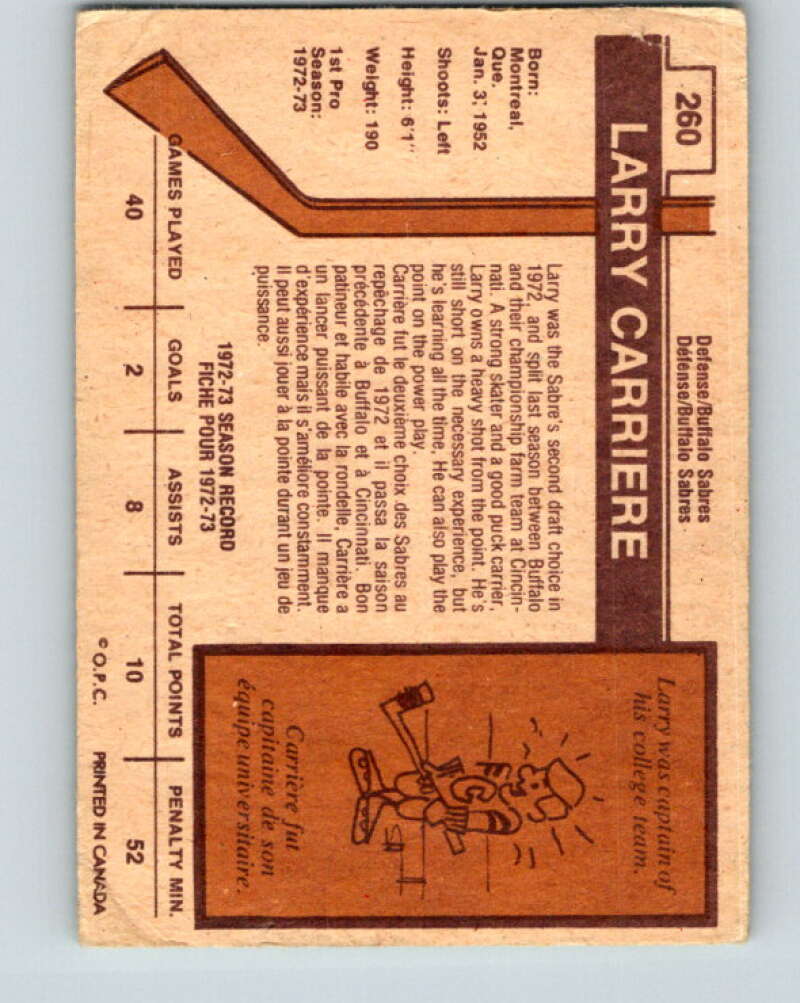 260
Defense/Buffalo Sabres
Défense/Buffalo Sabres
LARRY CARRIERE
Born:
Montreal,
Que.
Jan. 3, 1952
Shoots: Left
Height: 6'1"
Weight: 190
1st Pro
Season:
1972-73
Larry was the Sabre's second draft choice in
1972, and split last season between Buffalo
and their championship farm team at Cincin-
nati. A strong skater and a good puck carrier,
Larry owns a heavy shot from the point. He's
still short on the necessary experience, but
he's learning all the time. He can also play the
point on the power play.
Carrière fut le deuxième choix des Sabres au
repêchage de 1972 et il passa la saison
précédente à Buffalo et à Cincinnati. Bon
patineur et habile avec la rondelle, Carrière a
un lancer puissant de la pointe. Il manque
d'expérience mais il s'améliore constamment.
Il peut aussi jouer à la pointe durant un jeu de
puissance.
Larry was captain of
his college team.
C
Carrière fut
capitaine de son
équipe universitaire.
1972-73 SEASON RECORD
FICHE POUR 1972-73
GAMES PLAYED GOALS ASSISTS TOTAL POINTS PENALTY MIN.
40 2 8 10 52
© O.P.C. PRINTED IN CANADA